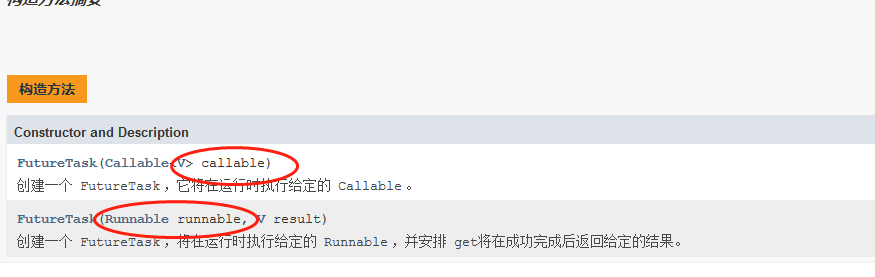 构造方法摘要
构造方法
Constructor and Description
FutureTask(Callable<V> callable)
创建一个 FutureTask，它将在运行时执行给定的 Callable。
FutureTask(Runnable runnable, V result)
创建一个 FutureTask，将在运行时执行给定的 Runnable，并安排 get将在成功完成后返回给定的结果。